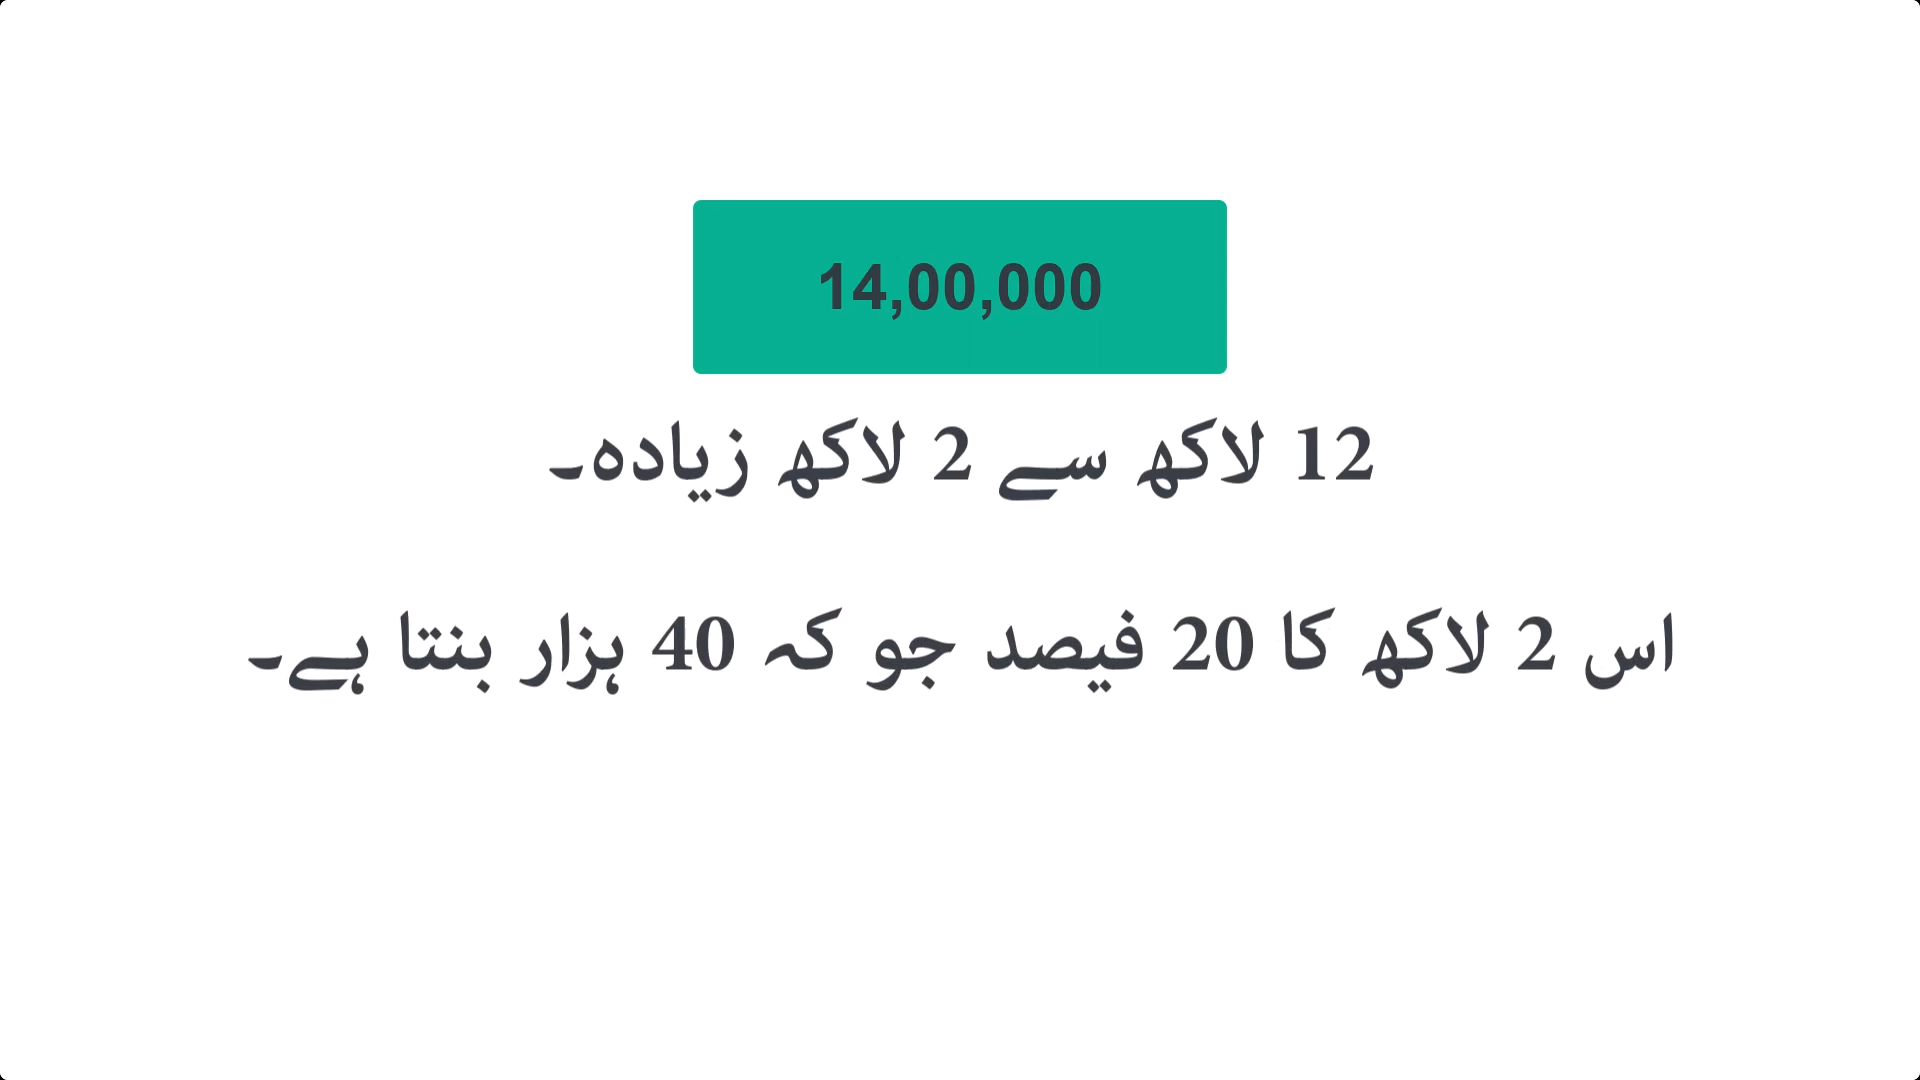 14,00,000
12 لاکھ سے 2 لاکھ زیادہ۔
اس 2 لاکھ کا 20 فیصد جو کہ 40 ہزار بنتا ہے۔